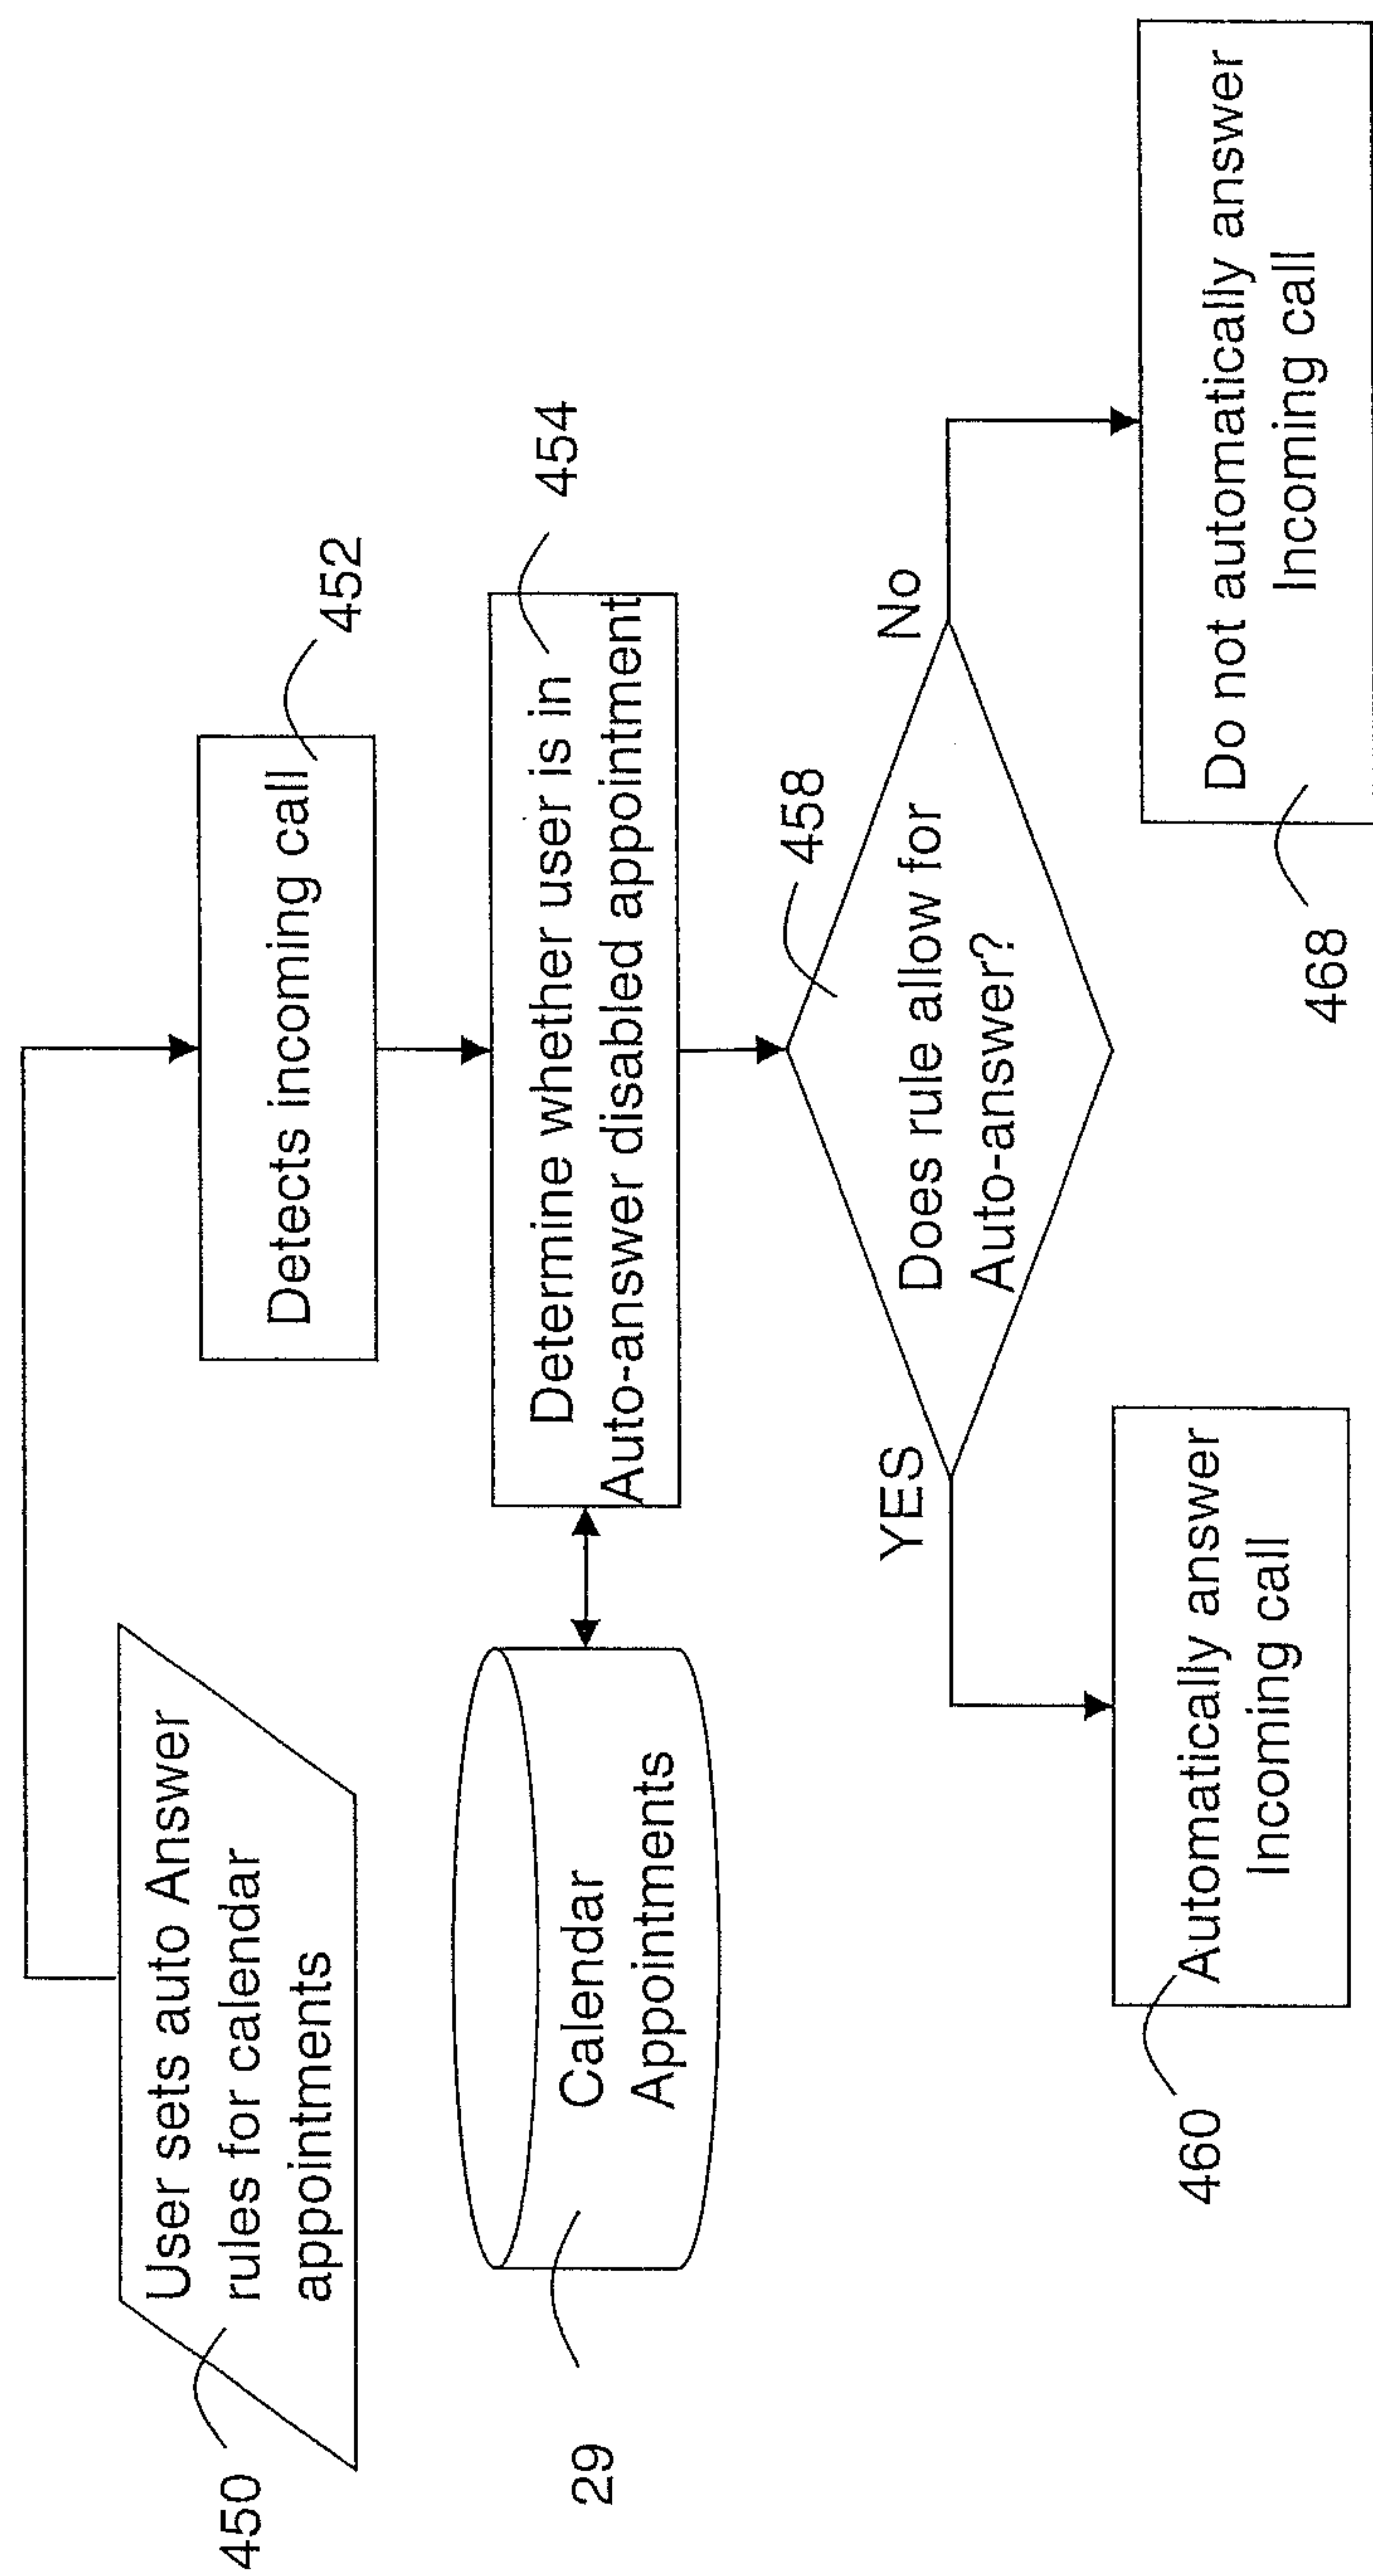 User sets auto Answer
rules for calendar
appointments
450
Detects incoming call
452
Calendar
Appointments
29
Determine whether user is in
Auto-answer disabled appointment
454
Does rule allow for
Auto-answer?
458
YES
No
Automatically answer
Incoming call
460
Do not automatically answer
Incoming call
468